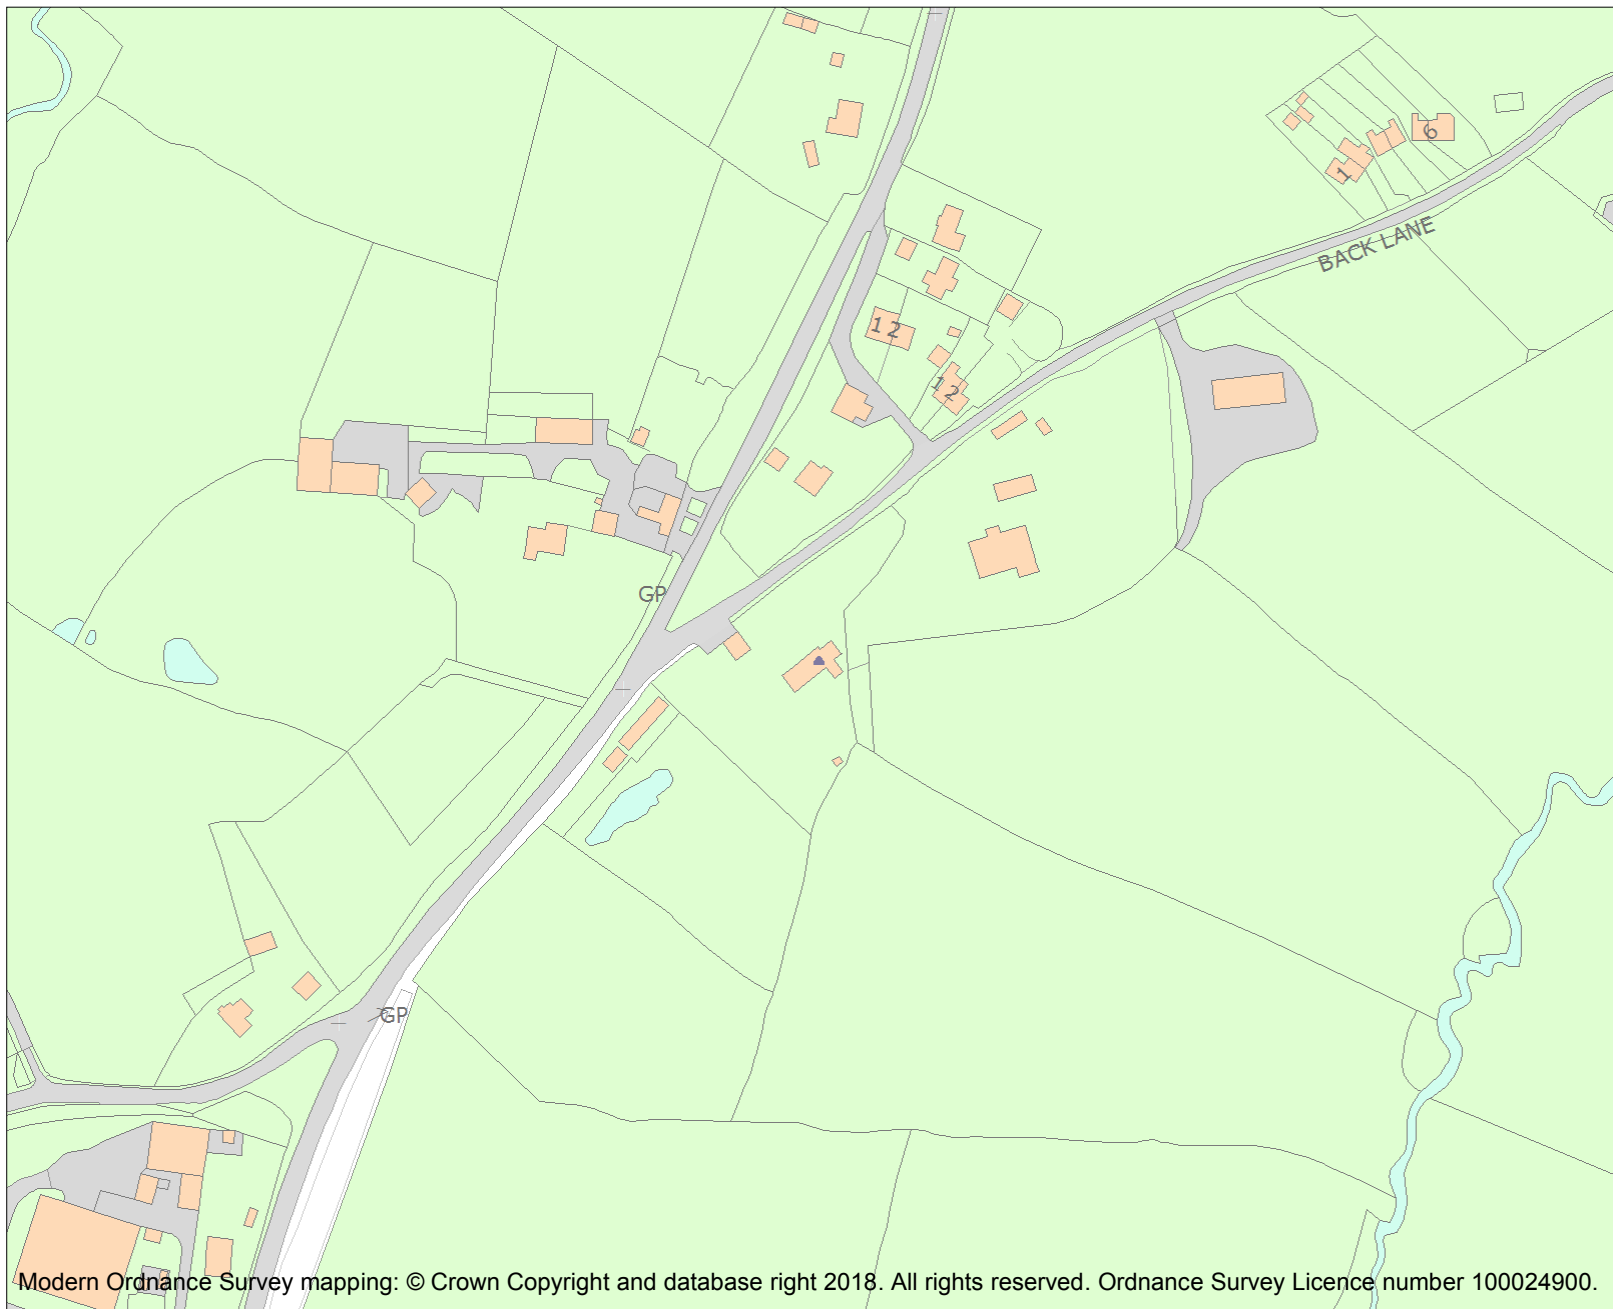 6
1
BACK LANE
1 2
1 2
GP
GP
Modern Ordnance Survey mapping: © Crown Copyright and database right 2018. All rights reserved. Ordnance Survey Licence number 100024900.